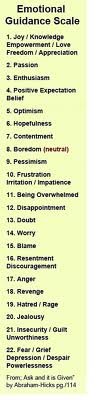 Emotional
Guidance Scale
1. Joy / Knowledge
Empowerment / Love
Freedom / Appreciation
2. Passion
3. Enthusiasm
4. Positive Expectation
Belief
5. Optimism
6. Hopefulness
7. Contentment
8. Boredom (neutral)
9. Pessimism
10. Frustration
Irritation / Impatience
11. Being Overwhelmed
12. Disappointment
13. Doubt
14. Worry
15. Blame
16. Resentment
Discouragement
17. Anger
18. Revenge
19. Hatred / Rage
20. Jealousy
21. Insecurity / Guilt
Unworthiness
22. Fear / Grief
Depression / Despair
Powerlessness
From; "Ask and it is Given"
by Abraham-Hicks pg./114